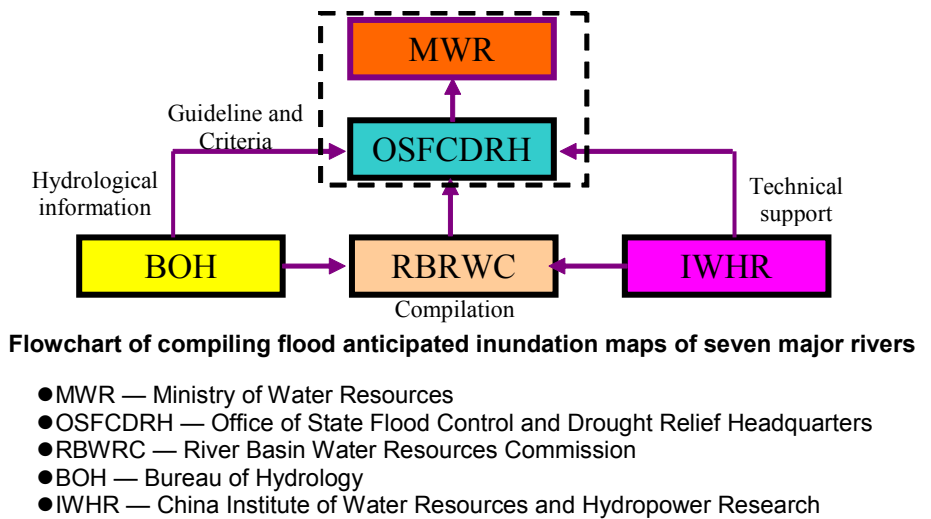 MWR
Guideline and
Criteria
OSFCDRH
Hydrological
information
Technical
support
BOH
RBRWC
IWHR
Compilation
Flowchart of compiling flood anticipated inundation maps of seven major rivers
●MWR — Ministry of Water Resources
●OSFCDRH — Office of State Flood Control and Drought Relief Headquarters
●RBWRC — River Basin Water Resources Commission
●BOH — Bureau of Hydrology
●IWHR — China Institute of Water Resources and Hydropower Research